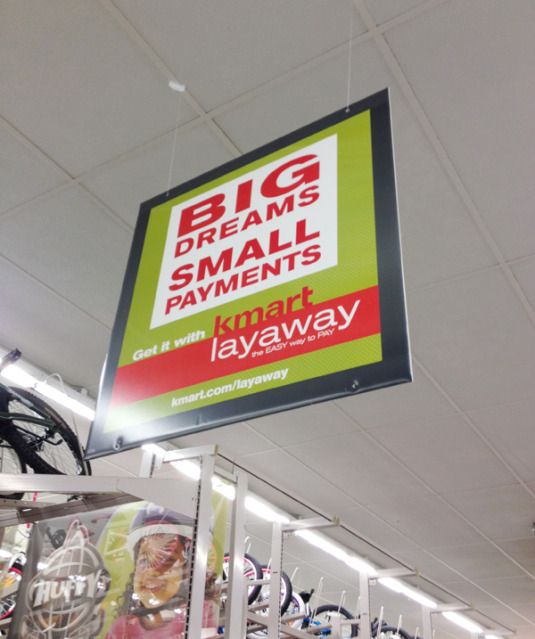 BIG
DREAMS
SMALL
PAYMENTS
Get it with kmart
layaway
the EASY way to PAY
kmart.com/layaway
HUFFY